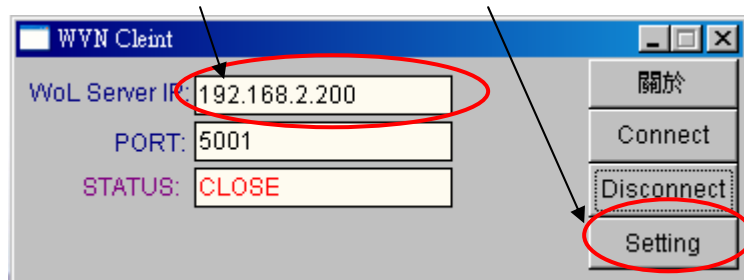 WVN Cleint
WoL Server IP: 192.168.2.200
PORT: 5001
STATUS: CLOSE
關於
Connect
Disconnect
Setting